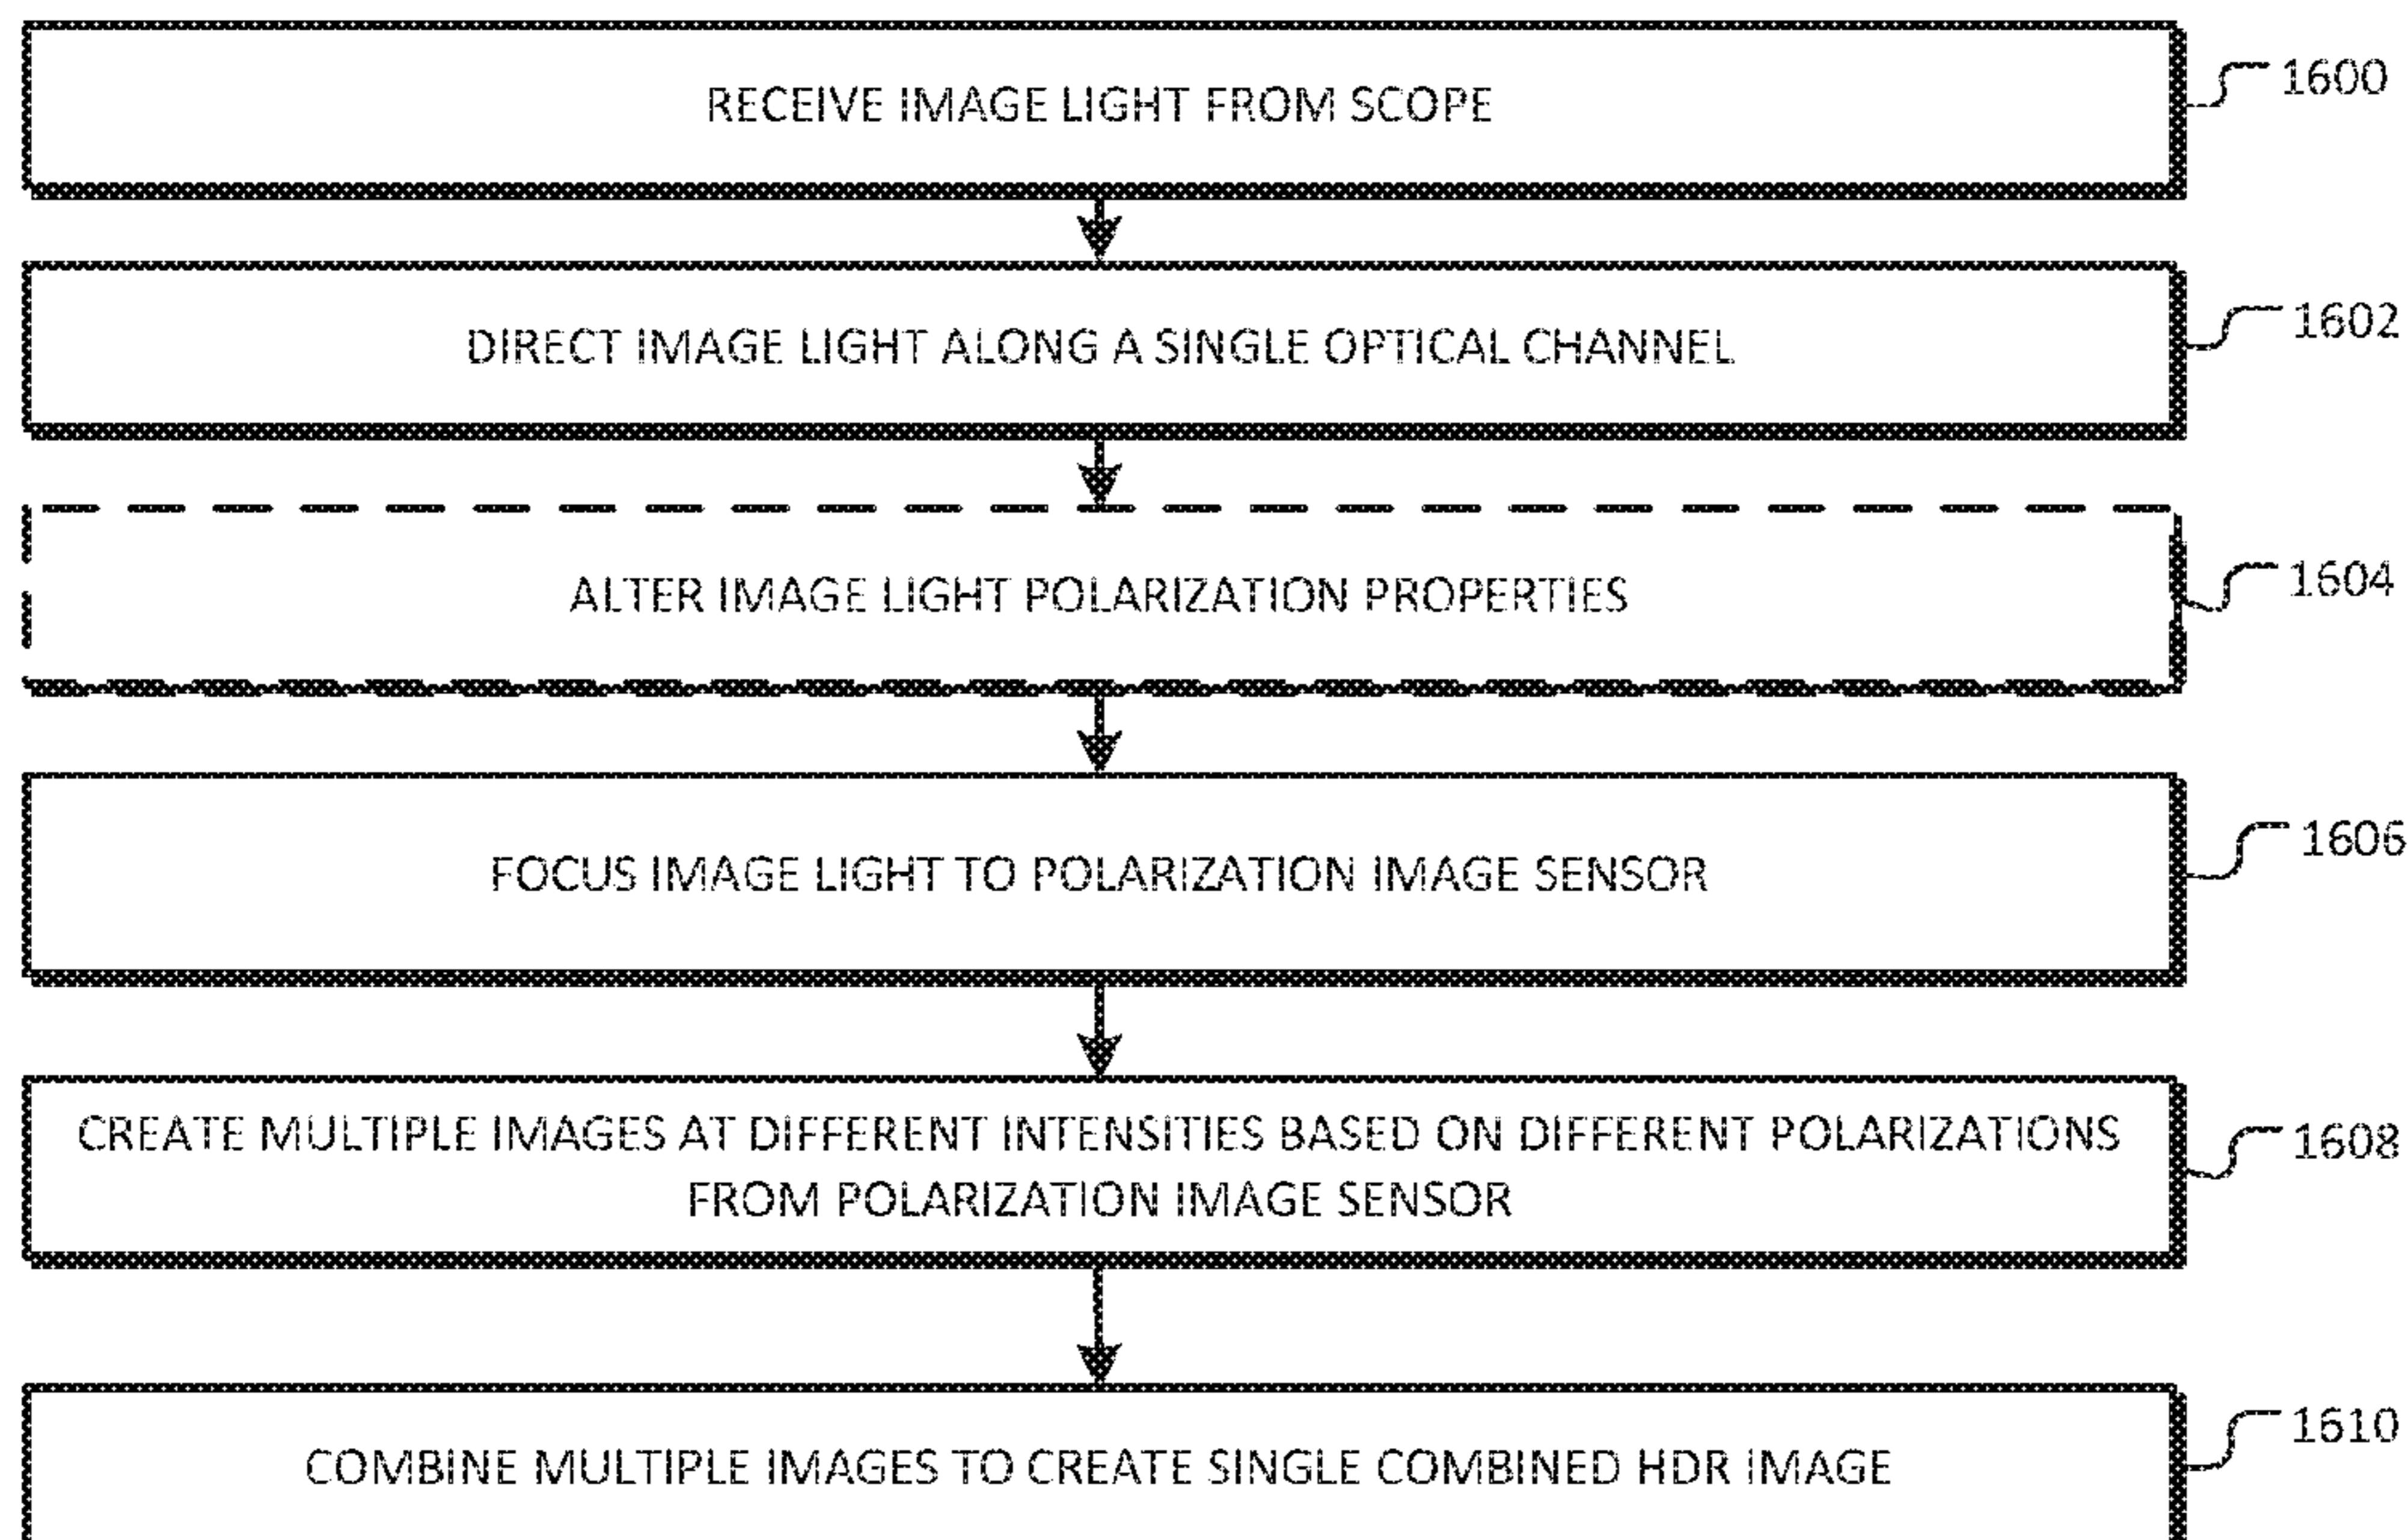 RECEIVE IMAGE LIGHT FROM SCOPE
1600
DIRECT IMAGE LIGHT ALONG A SINGLE OPTICAL CHANNEL
1602
ALTER IMAGE LIGHT POLARIZATION PROPERTIES
1604
FOCUS IMAGE LIGHT TO POLARIZATION IMAGE SENSOR
1606
CREATE MULTIPLE IMAGES AT DIFFERENT INTENSITIES BASED ON DIFFERENT POLARIZATIONS
FROM POLARIZATION IMAGE SENSOR
1608
COMBINE MULTIPLE IMAGES TO CREATE SINGLE COMBINED HDR IMAGE
1610